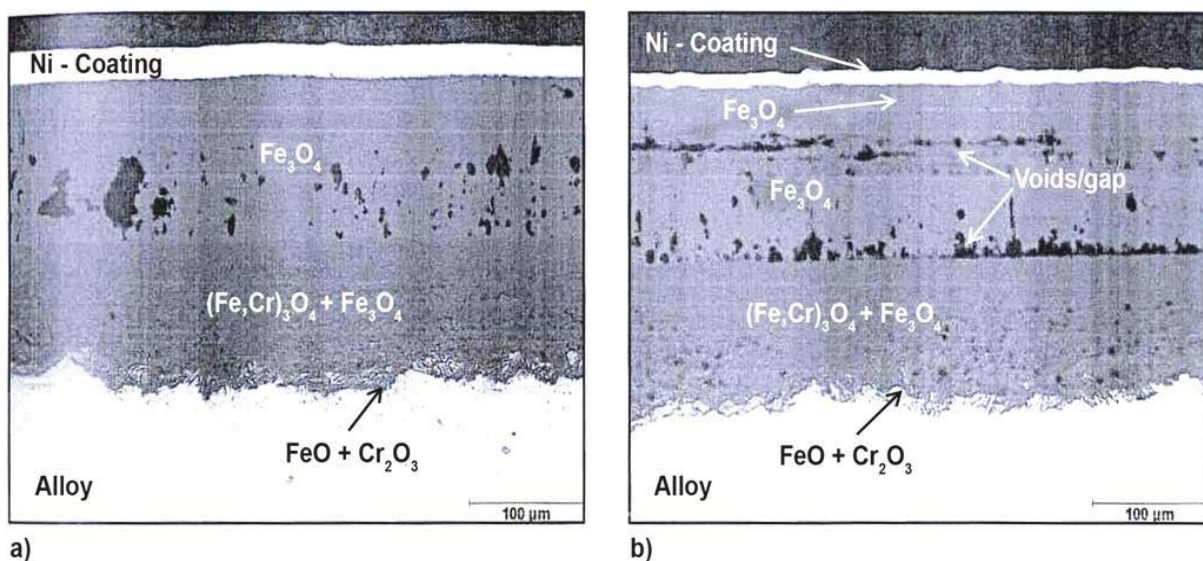 Ni - Coating
Fe₃O₄
(Fe,Cr)₃O₄ + Fe₃O₄
FeO + Cr₂O₃
Alloy
100 µm
a)
Ni - Coating
Fe₃O₄
Voids/gap
Fe₃O₄
(Fe,Cr)₃O₄ + Fe₃O₄
FeO + Cr₂O₃
Alloy
100 µm
b)